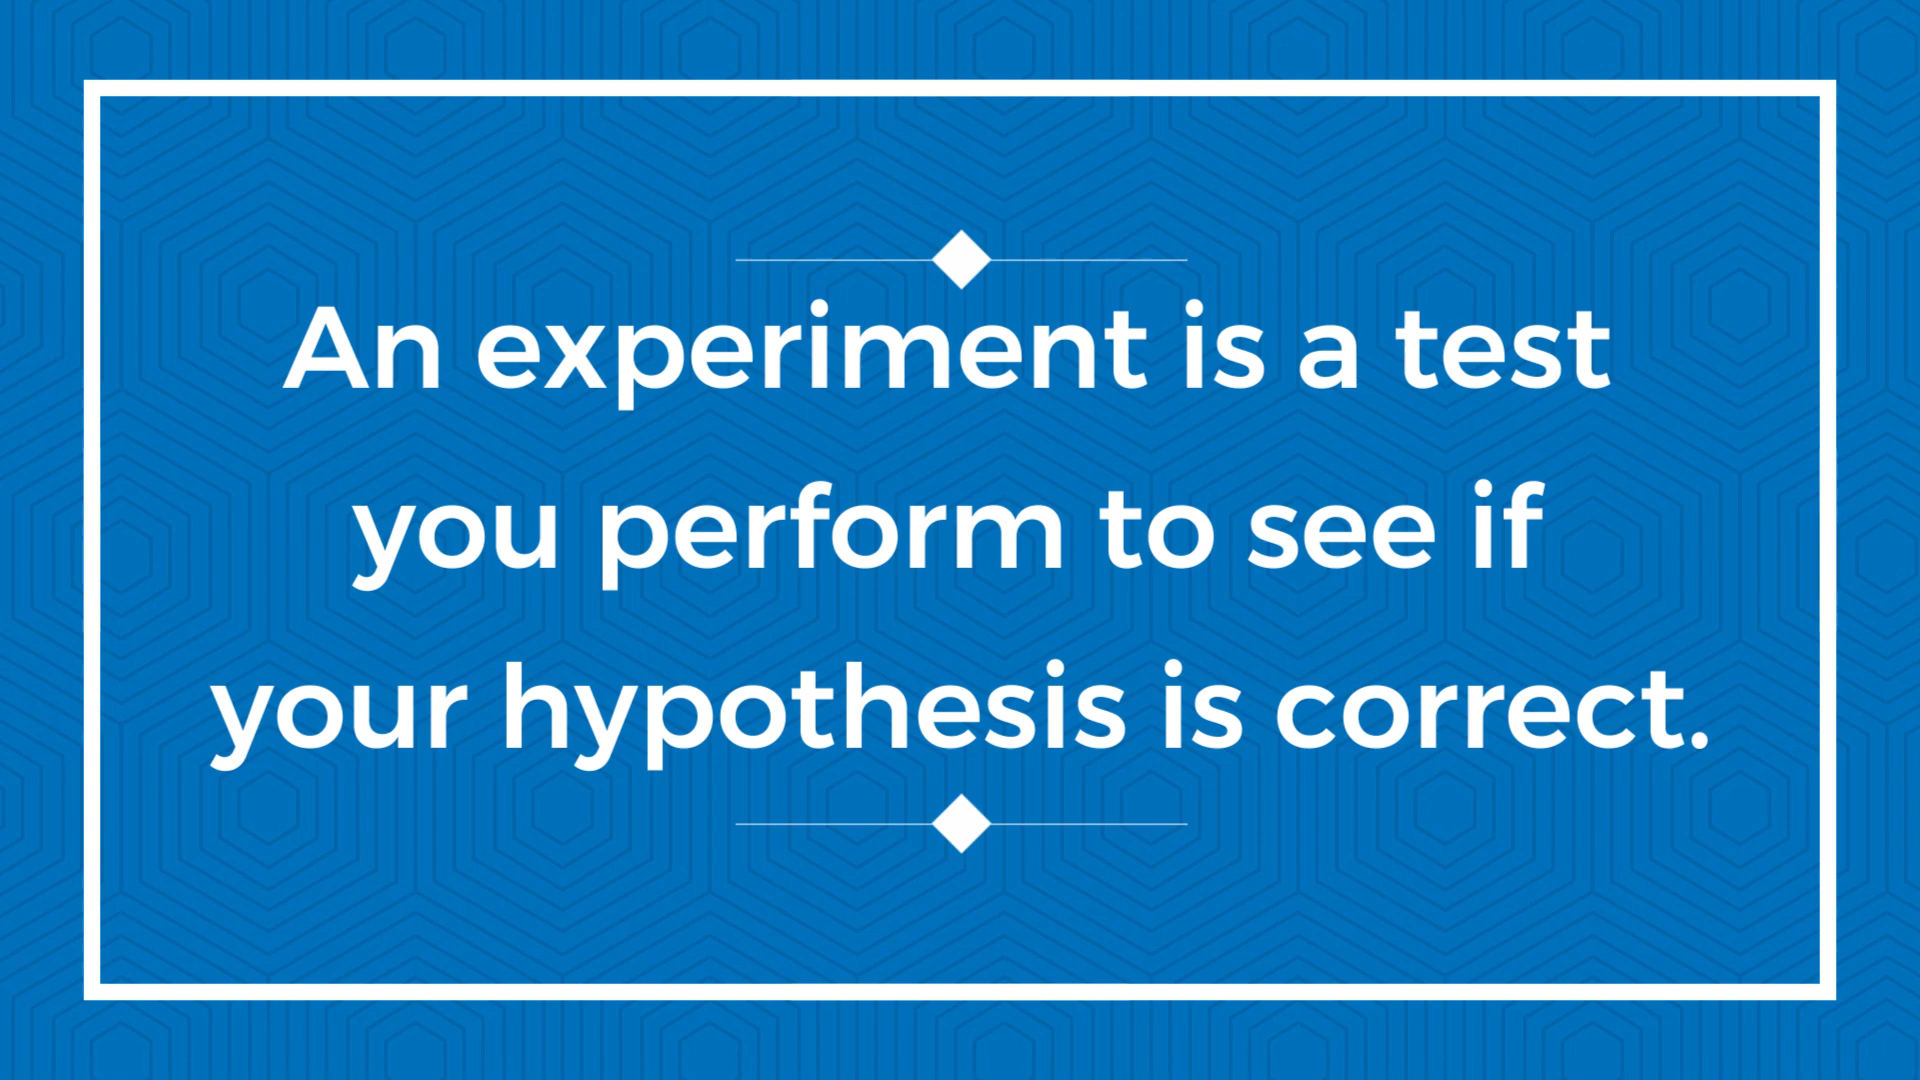 An experiment is a test
you perform to see if
your hypothesis is correct.